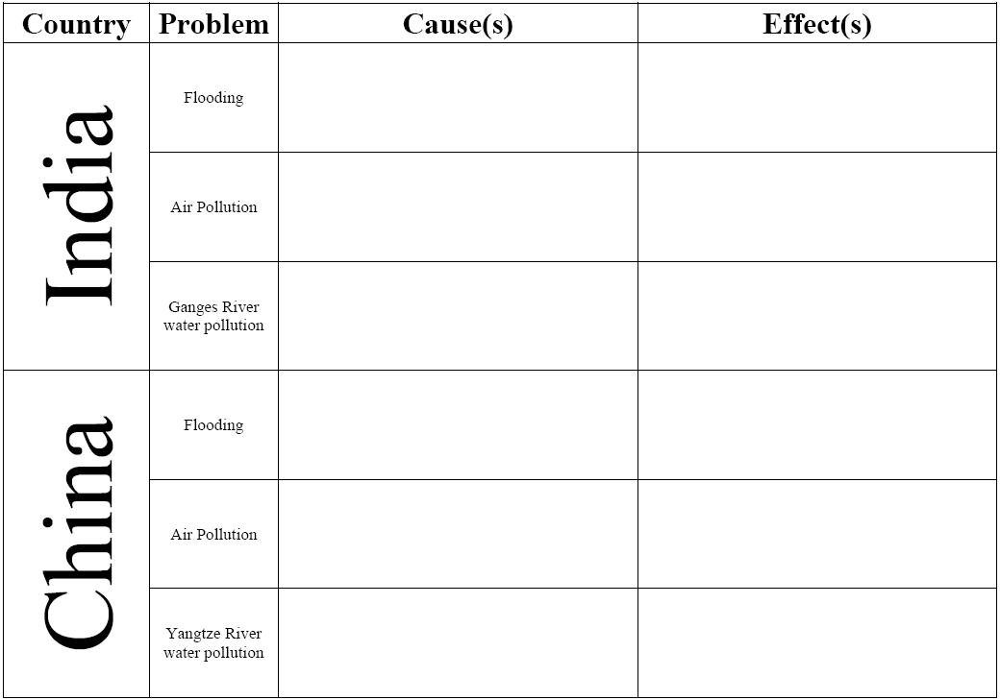 Country Problem Cause(s) Effect(s)
India
Flooding
Air Pollution
Ganges River
water pollution
China
Flooding
Air Pollution
Yangtze River
water pollution